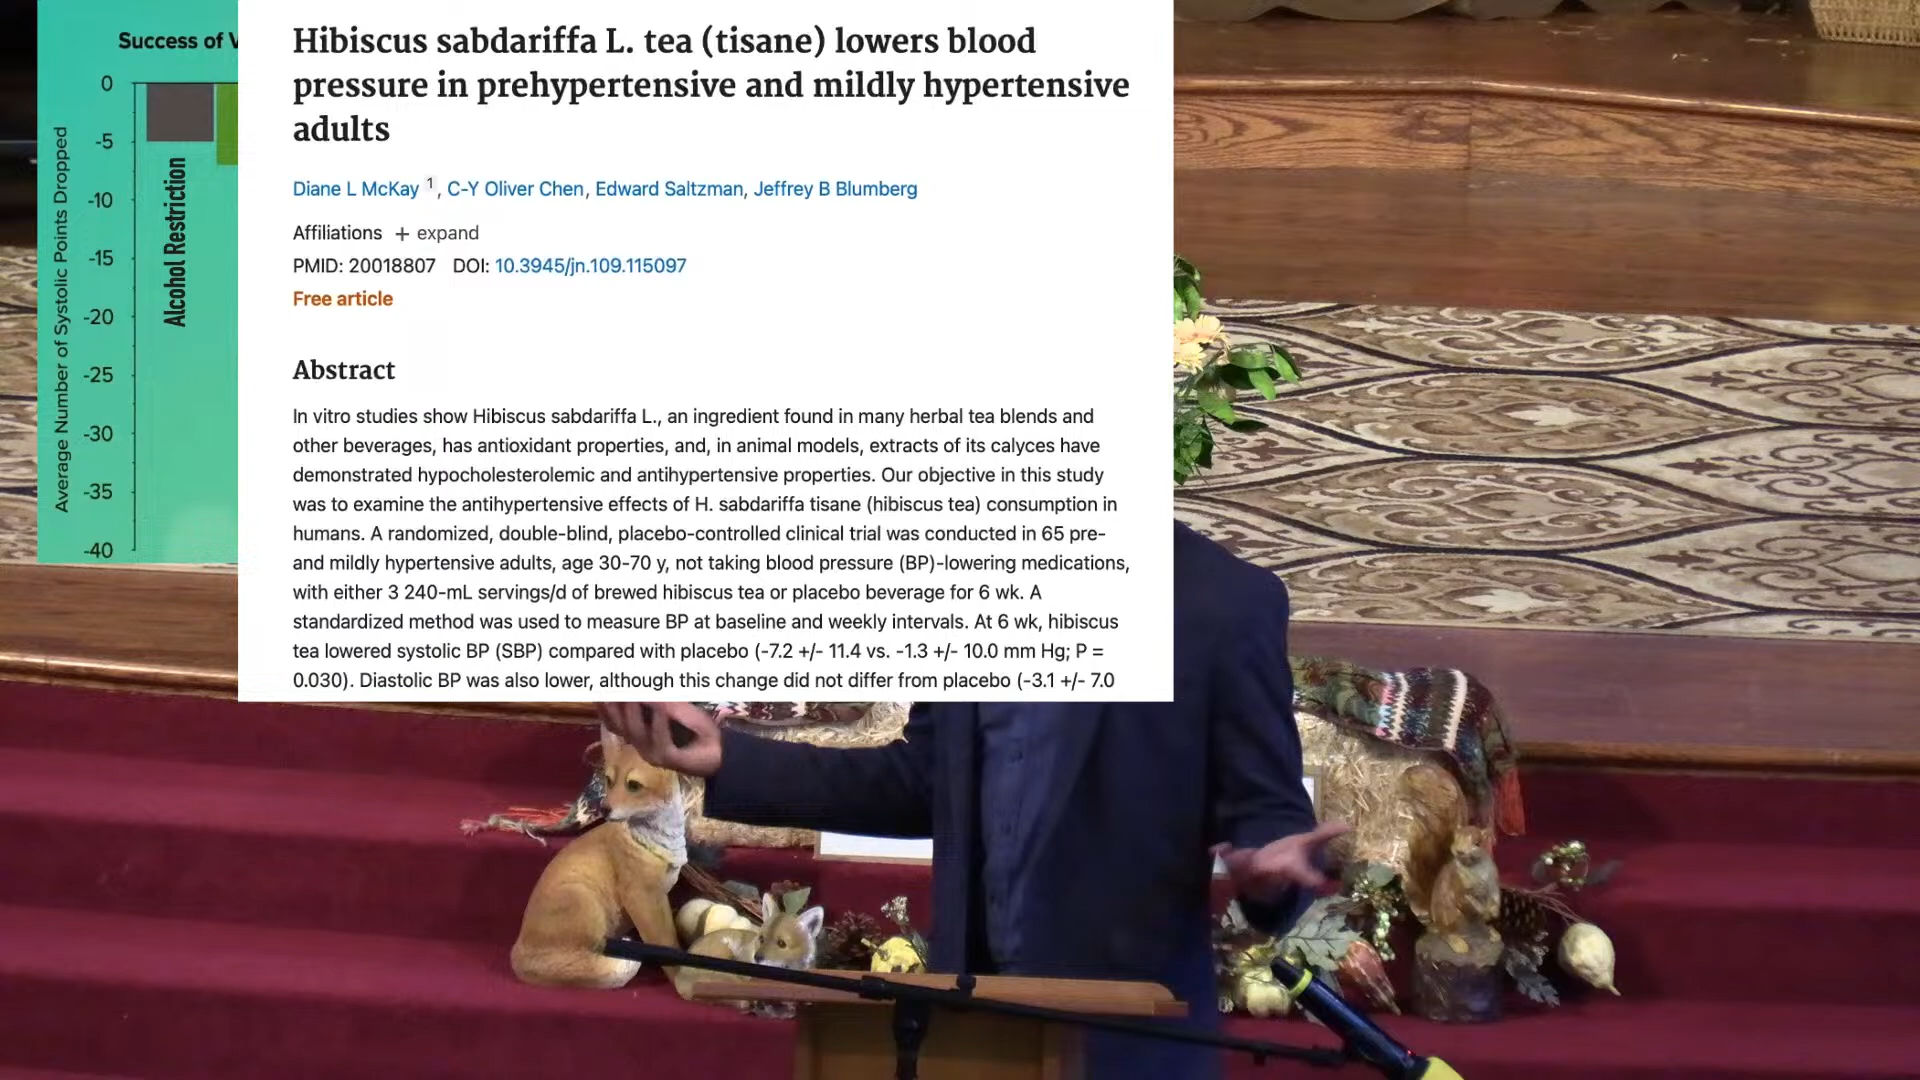 Success of
0
-5
-10
-15
-20
-25
-30
-35
-40
Average Number of Systolic Points Dropped
Alcohol Restriction
Hibiscus sabdariffa L. tea (tisane) lowers blood
pressure in prehypertensive and mildly hypertensive
adults
Diane L McKay 1, C-Y Oliver Chen, Edward Saltzman, Jeffrey B Blumberg
Affiliations + expand
PMID: 20018807 DOI: 10.3945/jn.109.115097
Free article
Abstract
In vitro studies show Hibiscus sabdariffa L., an ingredient found in many herbal tea blends and
other beverages, has antioxidant properties, and, in animal models, extracts of its calyces have
demonstrated hypocholesterolemic and antihypertensive properties. Our objective in this study
was to examine the antihypertensive effects of H. sabdariffa tisane (hibiscus tea) consumption in
humans. A randomized, double-blind, placebo-controlled clinical trial was conducted in 65 pre-
and mildly hypertensive adults, age 30-70 y, not taking blood pressure (BP)-lowering medications,
with either 3 240-mL servings/d of brewed hibiscus tea or placebo beverage for 6 wk. A
standardized method was used to measure BP at baseline and weekly intervals. At 6 wk, hibiscus
tea lowered systolic BP (SBP) compared with placebo (-7.2 +/- 11.4 vs. -1.3 +/- 10.0 mm Hg; P =
0.030). Diastolic BP was also lower, although this change did not differ from placebo (-3.1 +/- 7.0